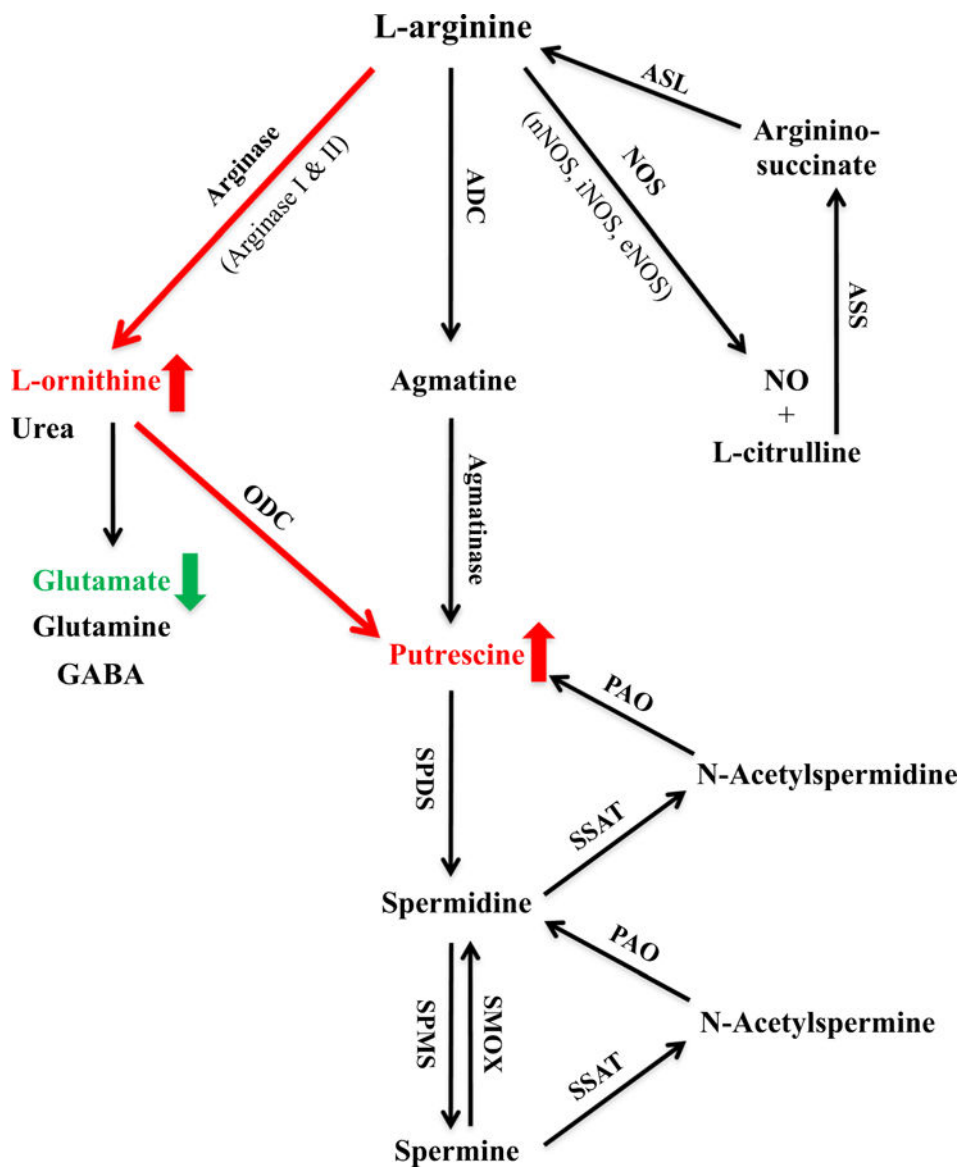 L-arginine
ASL
Arginino-
succinate
Arginase
(Arginase I & II)
ADC
NOS
(nNOS, iNOS, eNOS)
ASS
L-ornithine
Urea
Agmatine
NO
+
L-citrulline
ODC
Agmatinase
Glutamate
Glutamine
GABA
Putrescine
PAO
SPDS
N-Acetylspermidine
SSAT
Spermidine
PAO
SPMS
SMOX
N-Acetylspermine
SSAT
Spermine